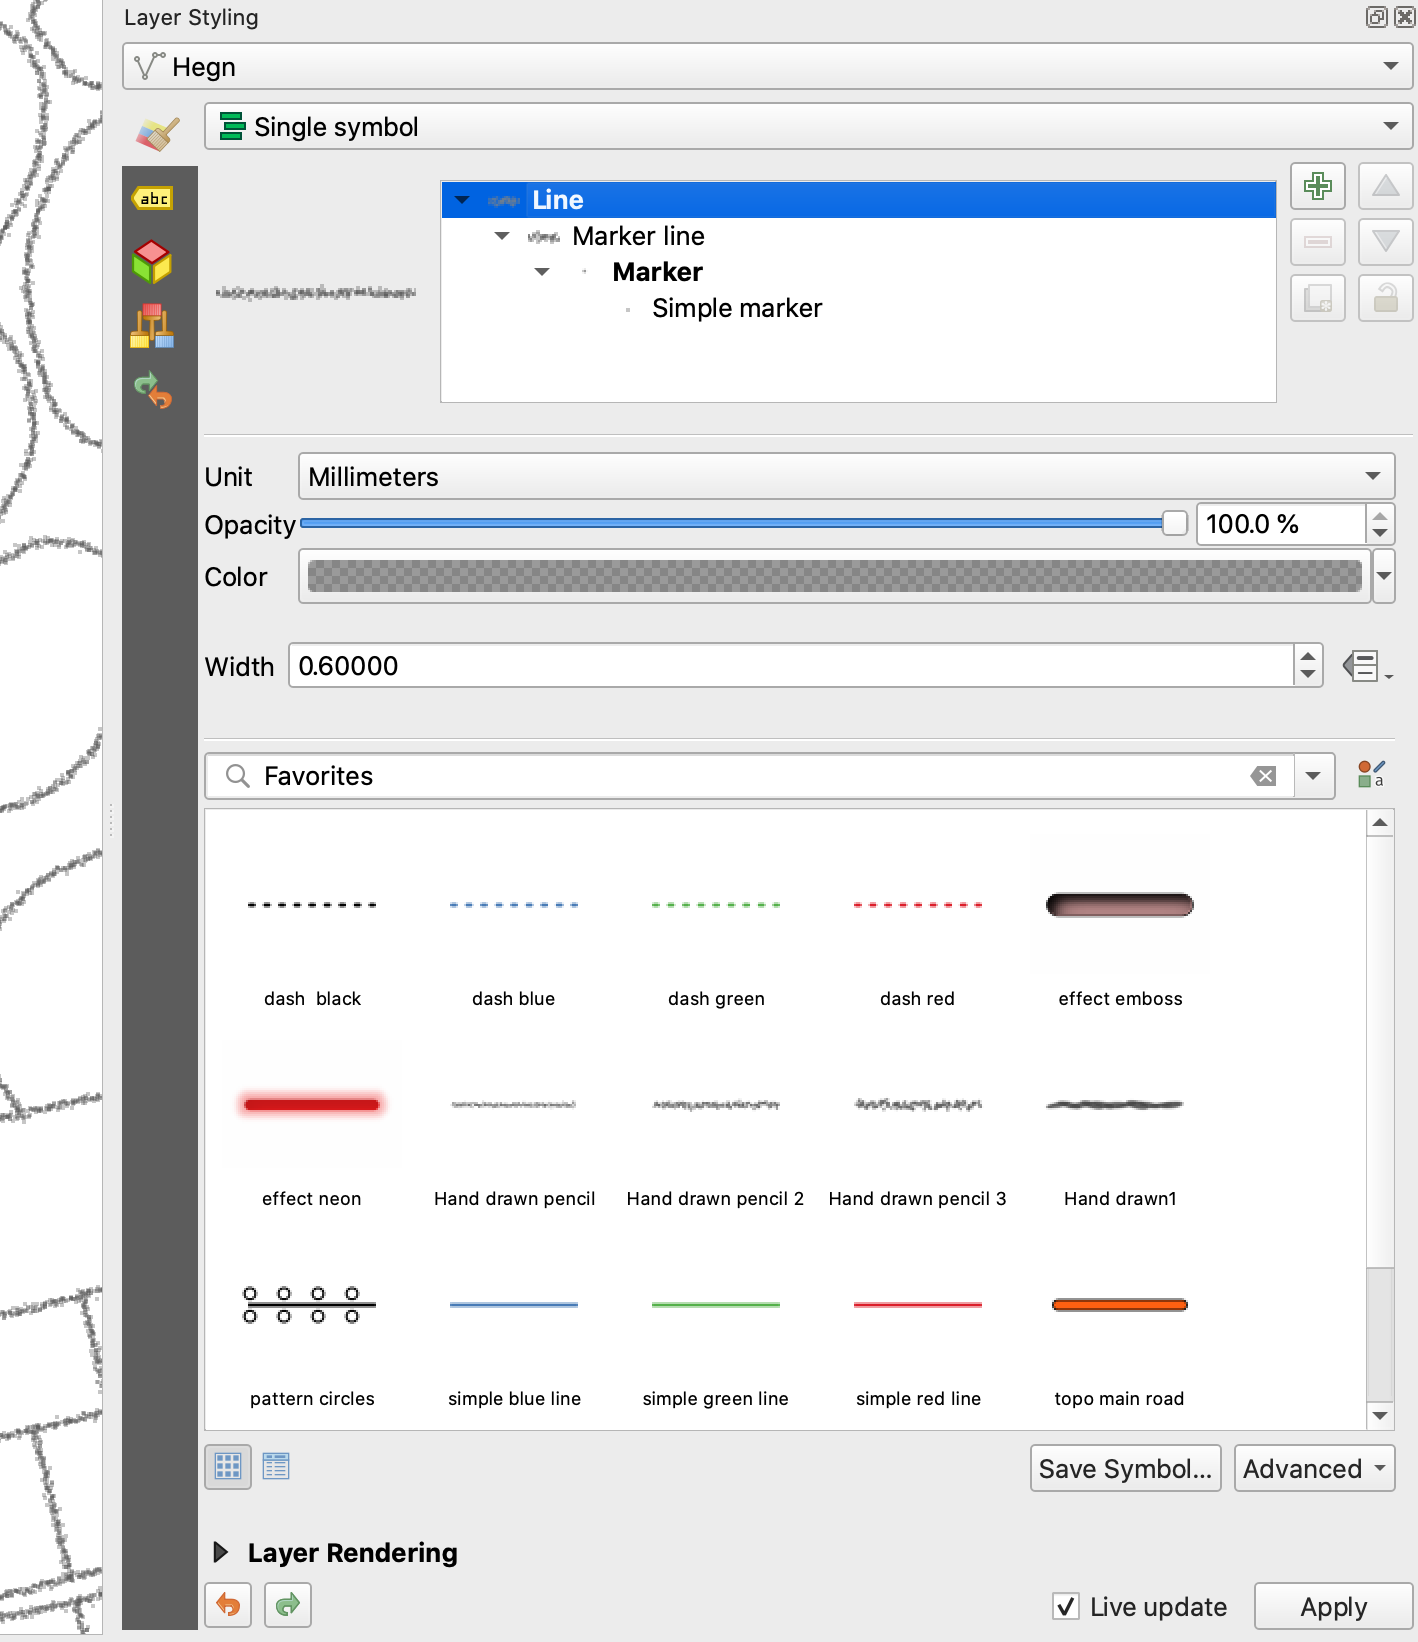 Layer Styling
Hegn
Single symbol
abc
Line
Marker line
Marker
Simple marker
Unit
Millimeters
Opacity
100.0 %
Color
Width
0.60000
Favorites
a
dash  black
dash blue
dash green
dash red
effect emboss
effect neon
Hand drawn pencil
Hand drawn pencil 2
Hand drawn pencil 3
Hand drawn1
pattern circles
simple blue line
simple green line
simple red line
topo main road
Save Symbol...
Advanced
Layer Rendering
Live update
Apply